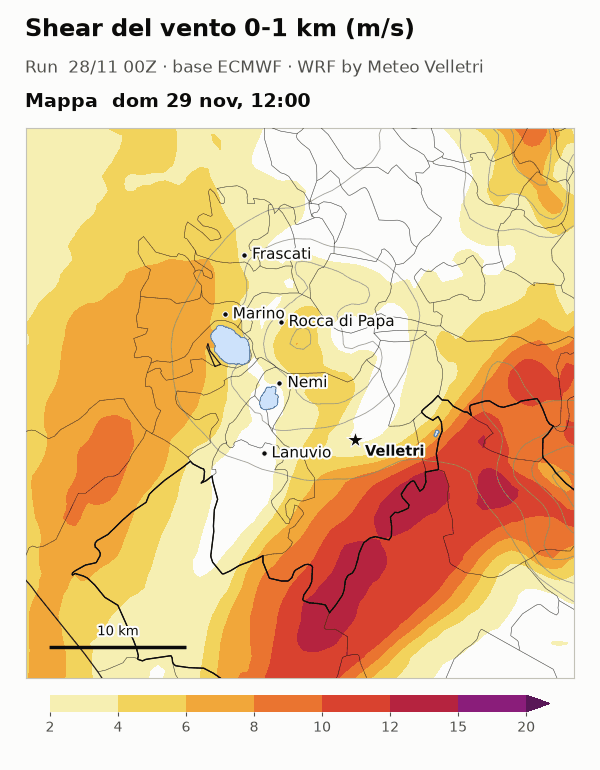 Shear del vento 0-1 km (m/s)
Run  28/11 00Z · base ECMWF · WRF by Meteo Velletri
Mappa  dom 29 nov, 12:00
Frascati
Marino
Rocca di Papa
Nemi
Velletri
Lanuvio
10 km
2 4 6 8 10 12 15 20